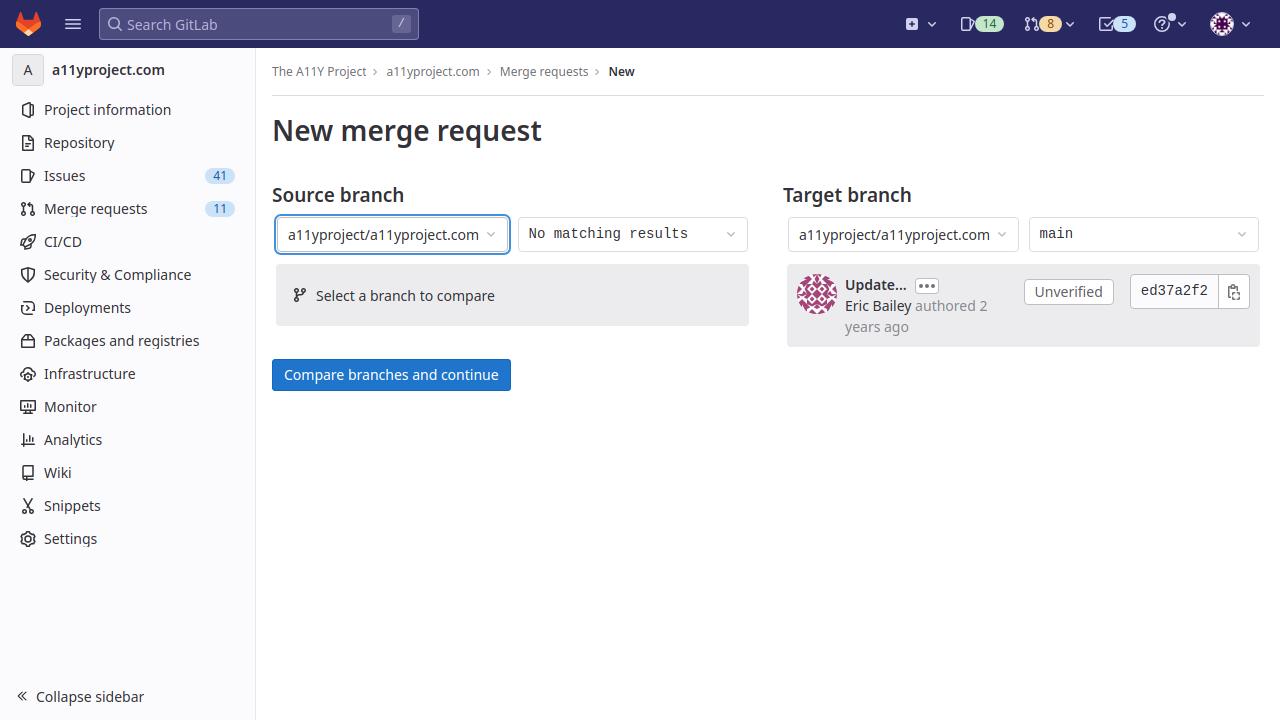 Search GitLab
/
14
8
5
A
a11yproject.com
Project information
Repository
Issues
41
Merge requests
11
CI/CD
Security & Compliance
Deployments
Packages and registries
Infrastructure
Monitor
Analytics
Wiki
Snippets
Settings
Collapse sidebar
The A11Y Project
a11yproject.com
Merge requests
New
New merge request
Source branch
a11yproject/a11yproject.com
No matching results
Select a branch to compare
Compare branches and continue
Target branch
a11yproject/a11yproject.com
main
Update...
Eric Bailey authored 2
years ago
Unverified
ed37a2f2